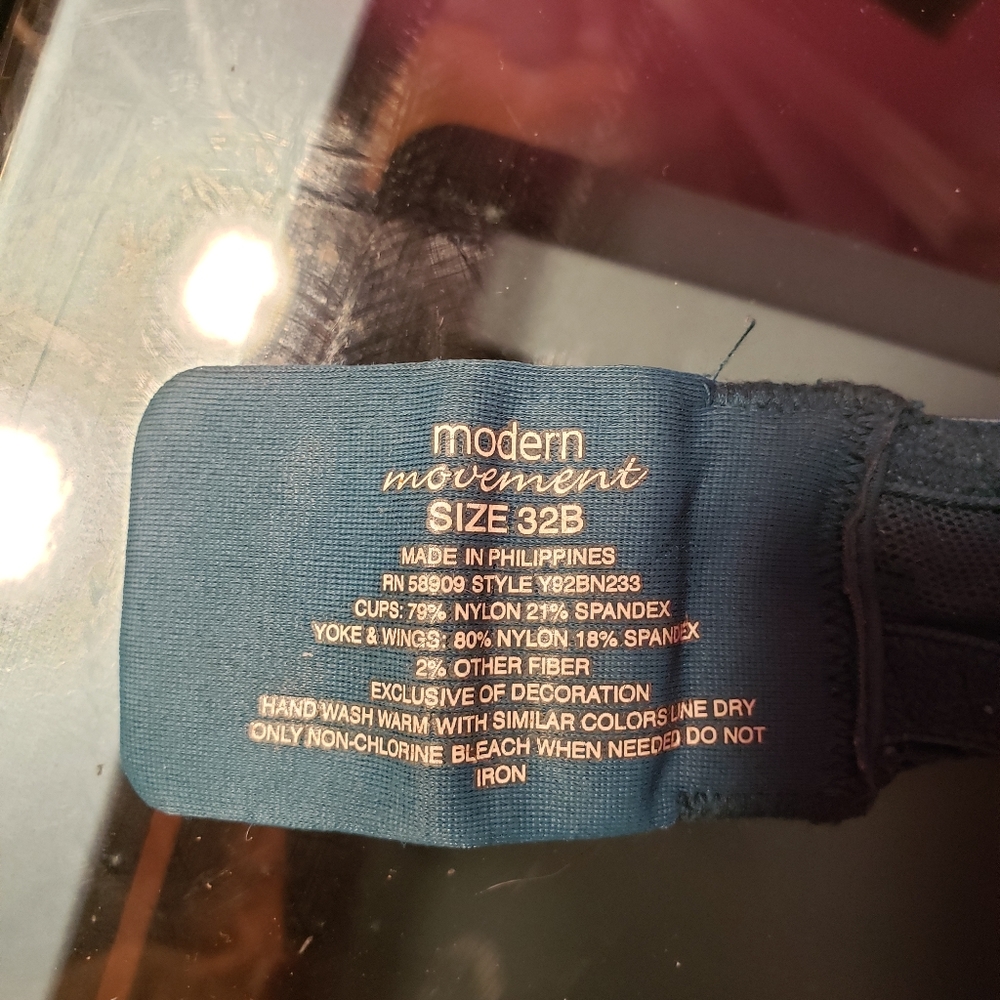 modern
movement
SIZE 32B
MADE IN PHILIPPINES
RN 58909 STYLE Y92BN233
CUPS: 79% NYLON 21% SPANDEX
YOKE & WINGS: 80% NYLON 18% SPANDEX
2% OTHER FIBER
EXCLUSIVE OF DECORATION
HAND WASH WARM WITH SIMILAR COLORS LINE DRY
ONLY NON-CHLORINE BLEACH WHEN NEEDED DO NOT
IRON